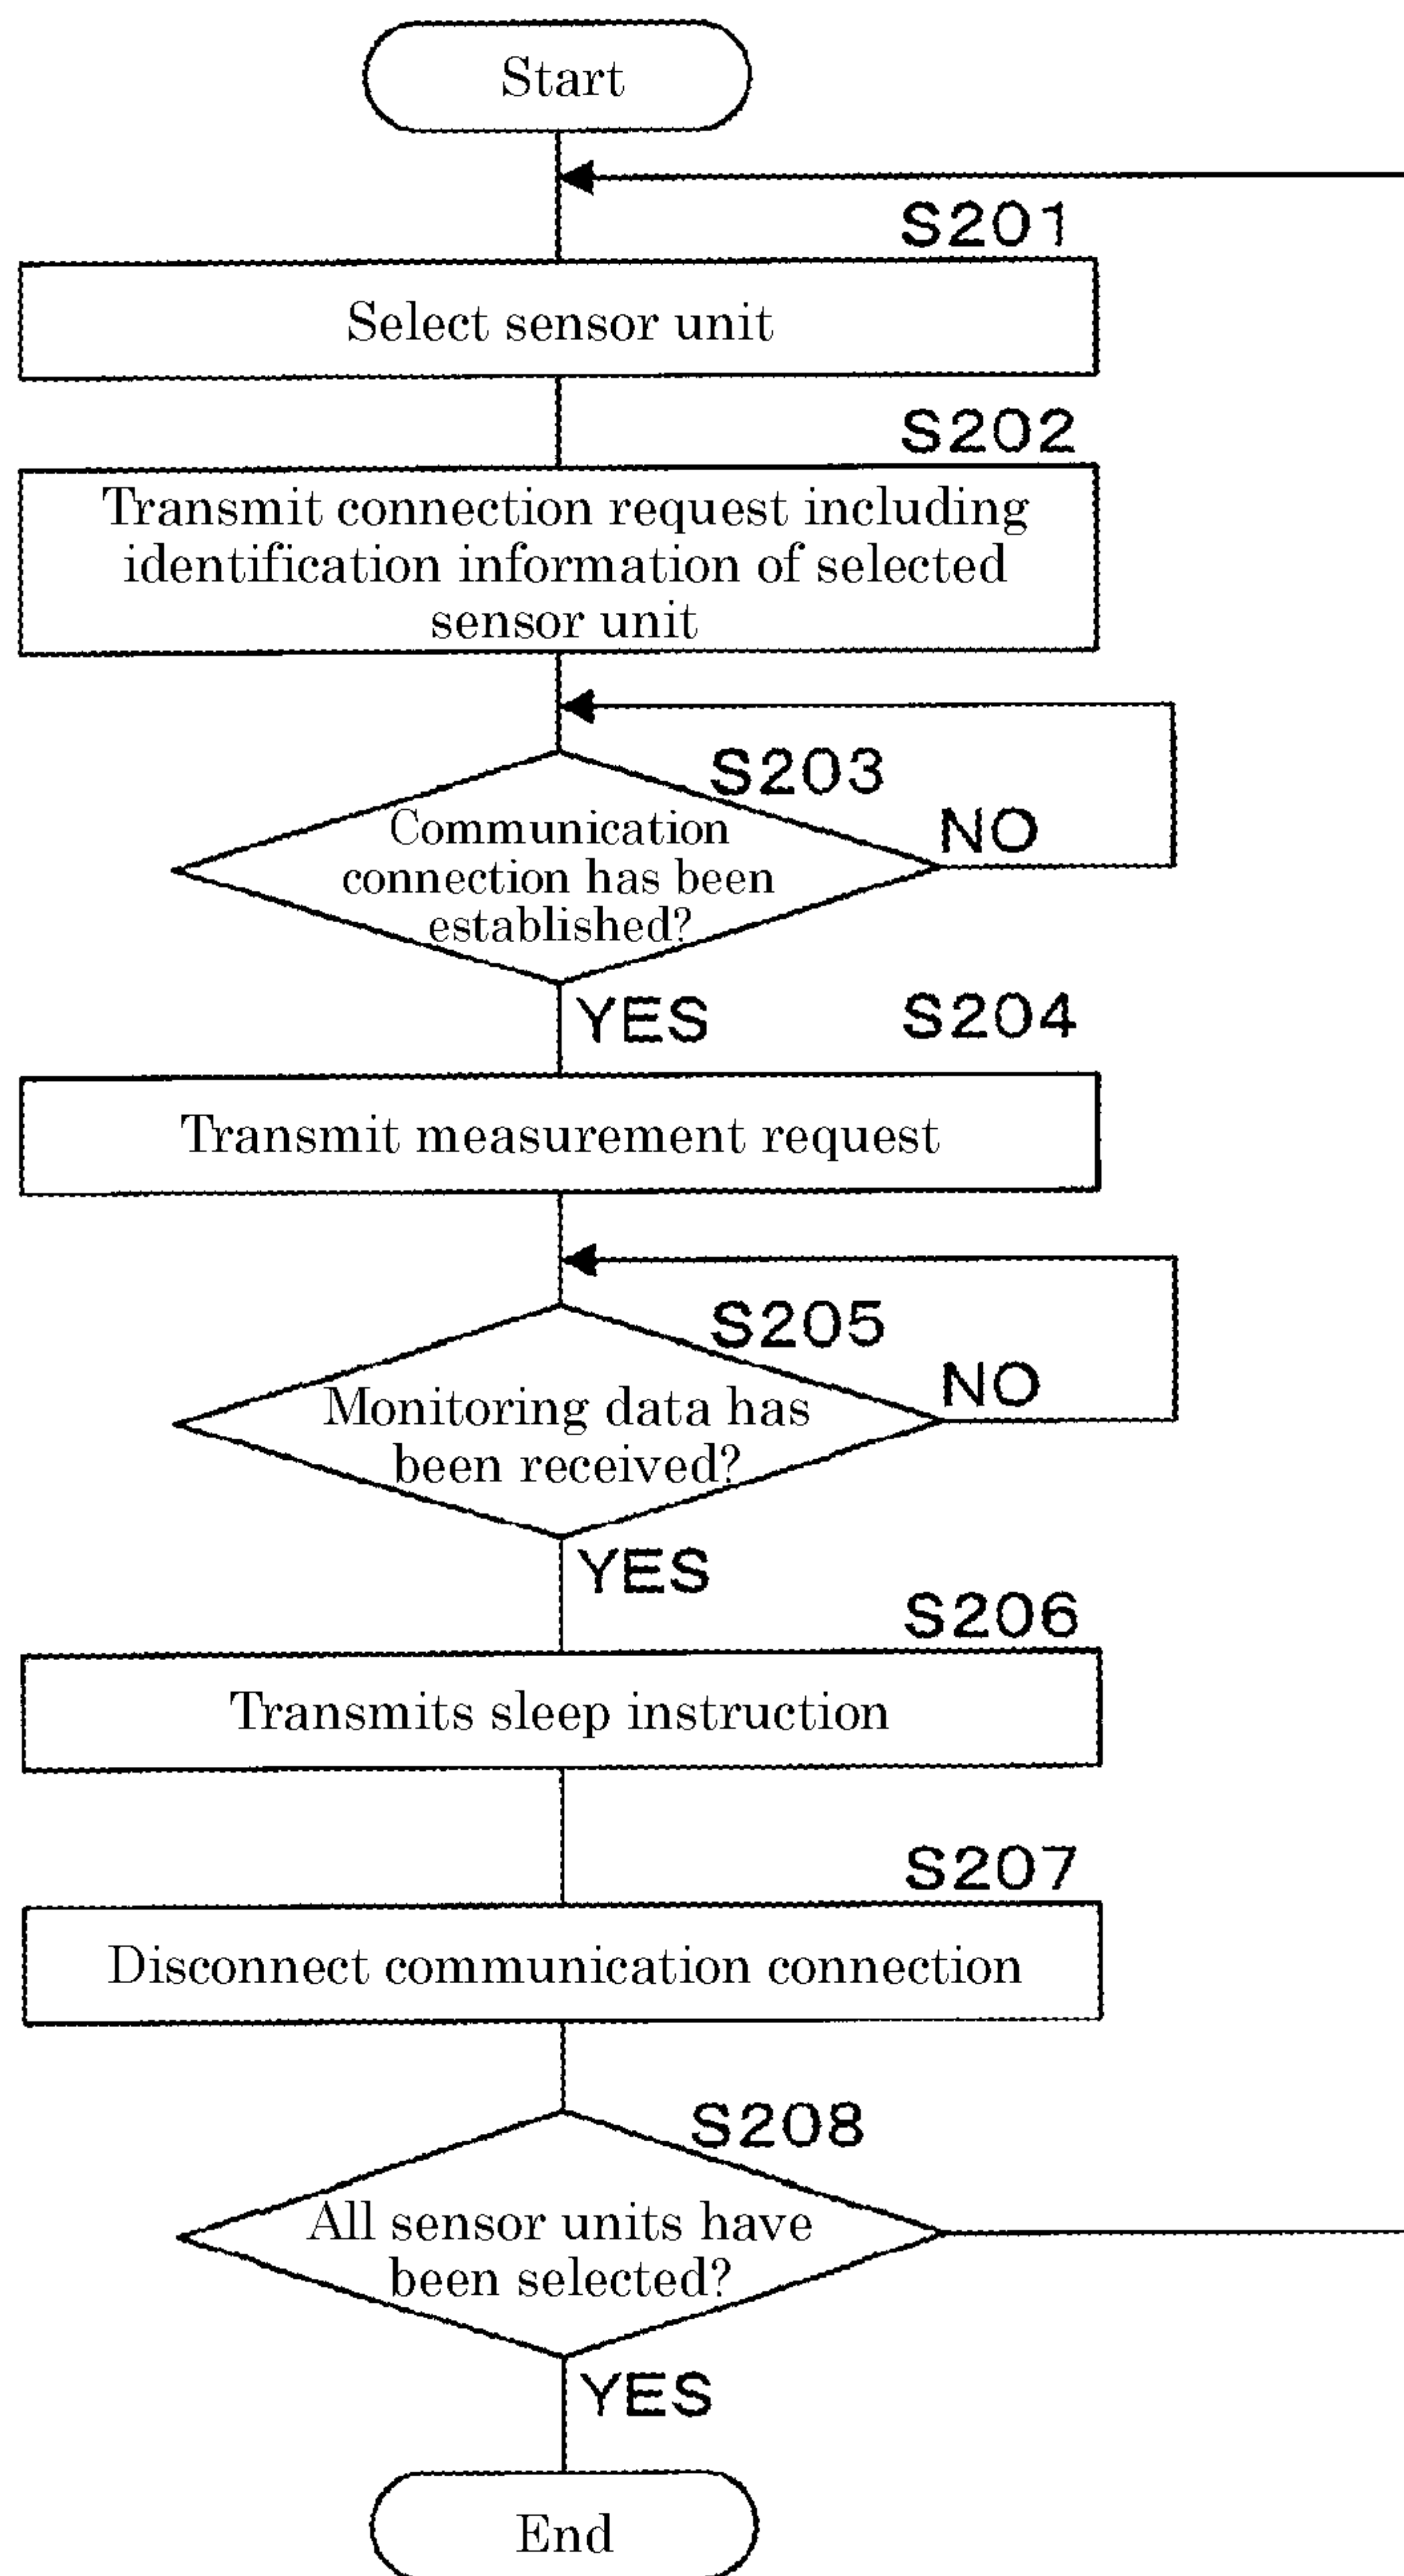 Start
S201
Select sensor unit
S202
Transmit connection request including
identification information of selected
sensor unit
S203
Communication
connection has been
established?
NO
YES
S204
Transmit measurement request
S205
Monitoring data has
been received?
NO
YES
S206
Transmits sleep instruction
S207
Disconnect communication connection
S208
All sensor units have
been selected?
YES
End